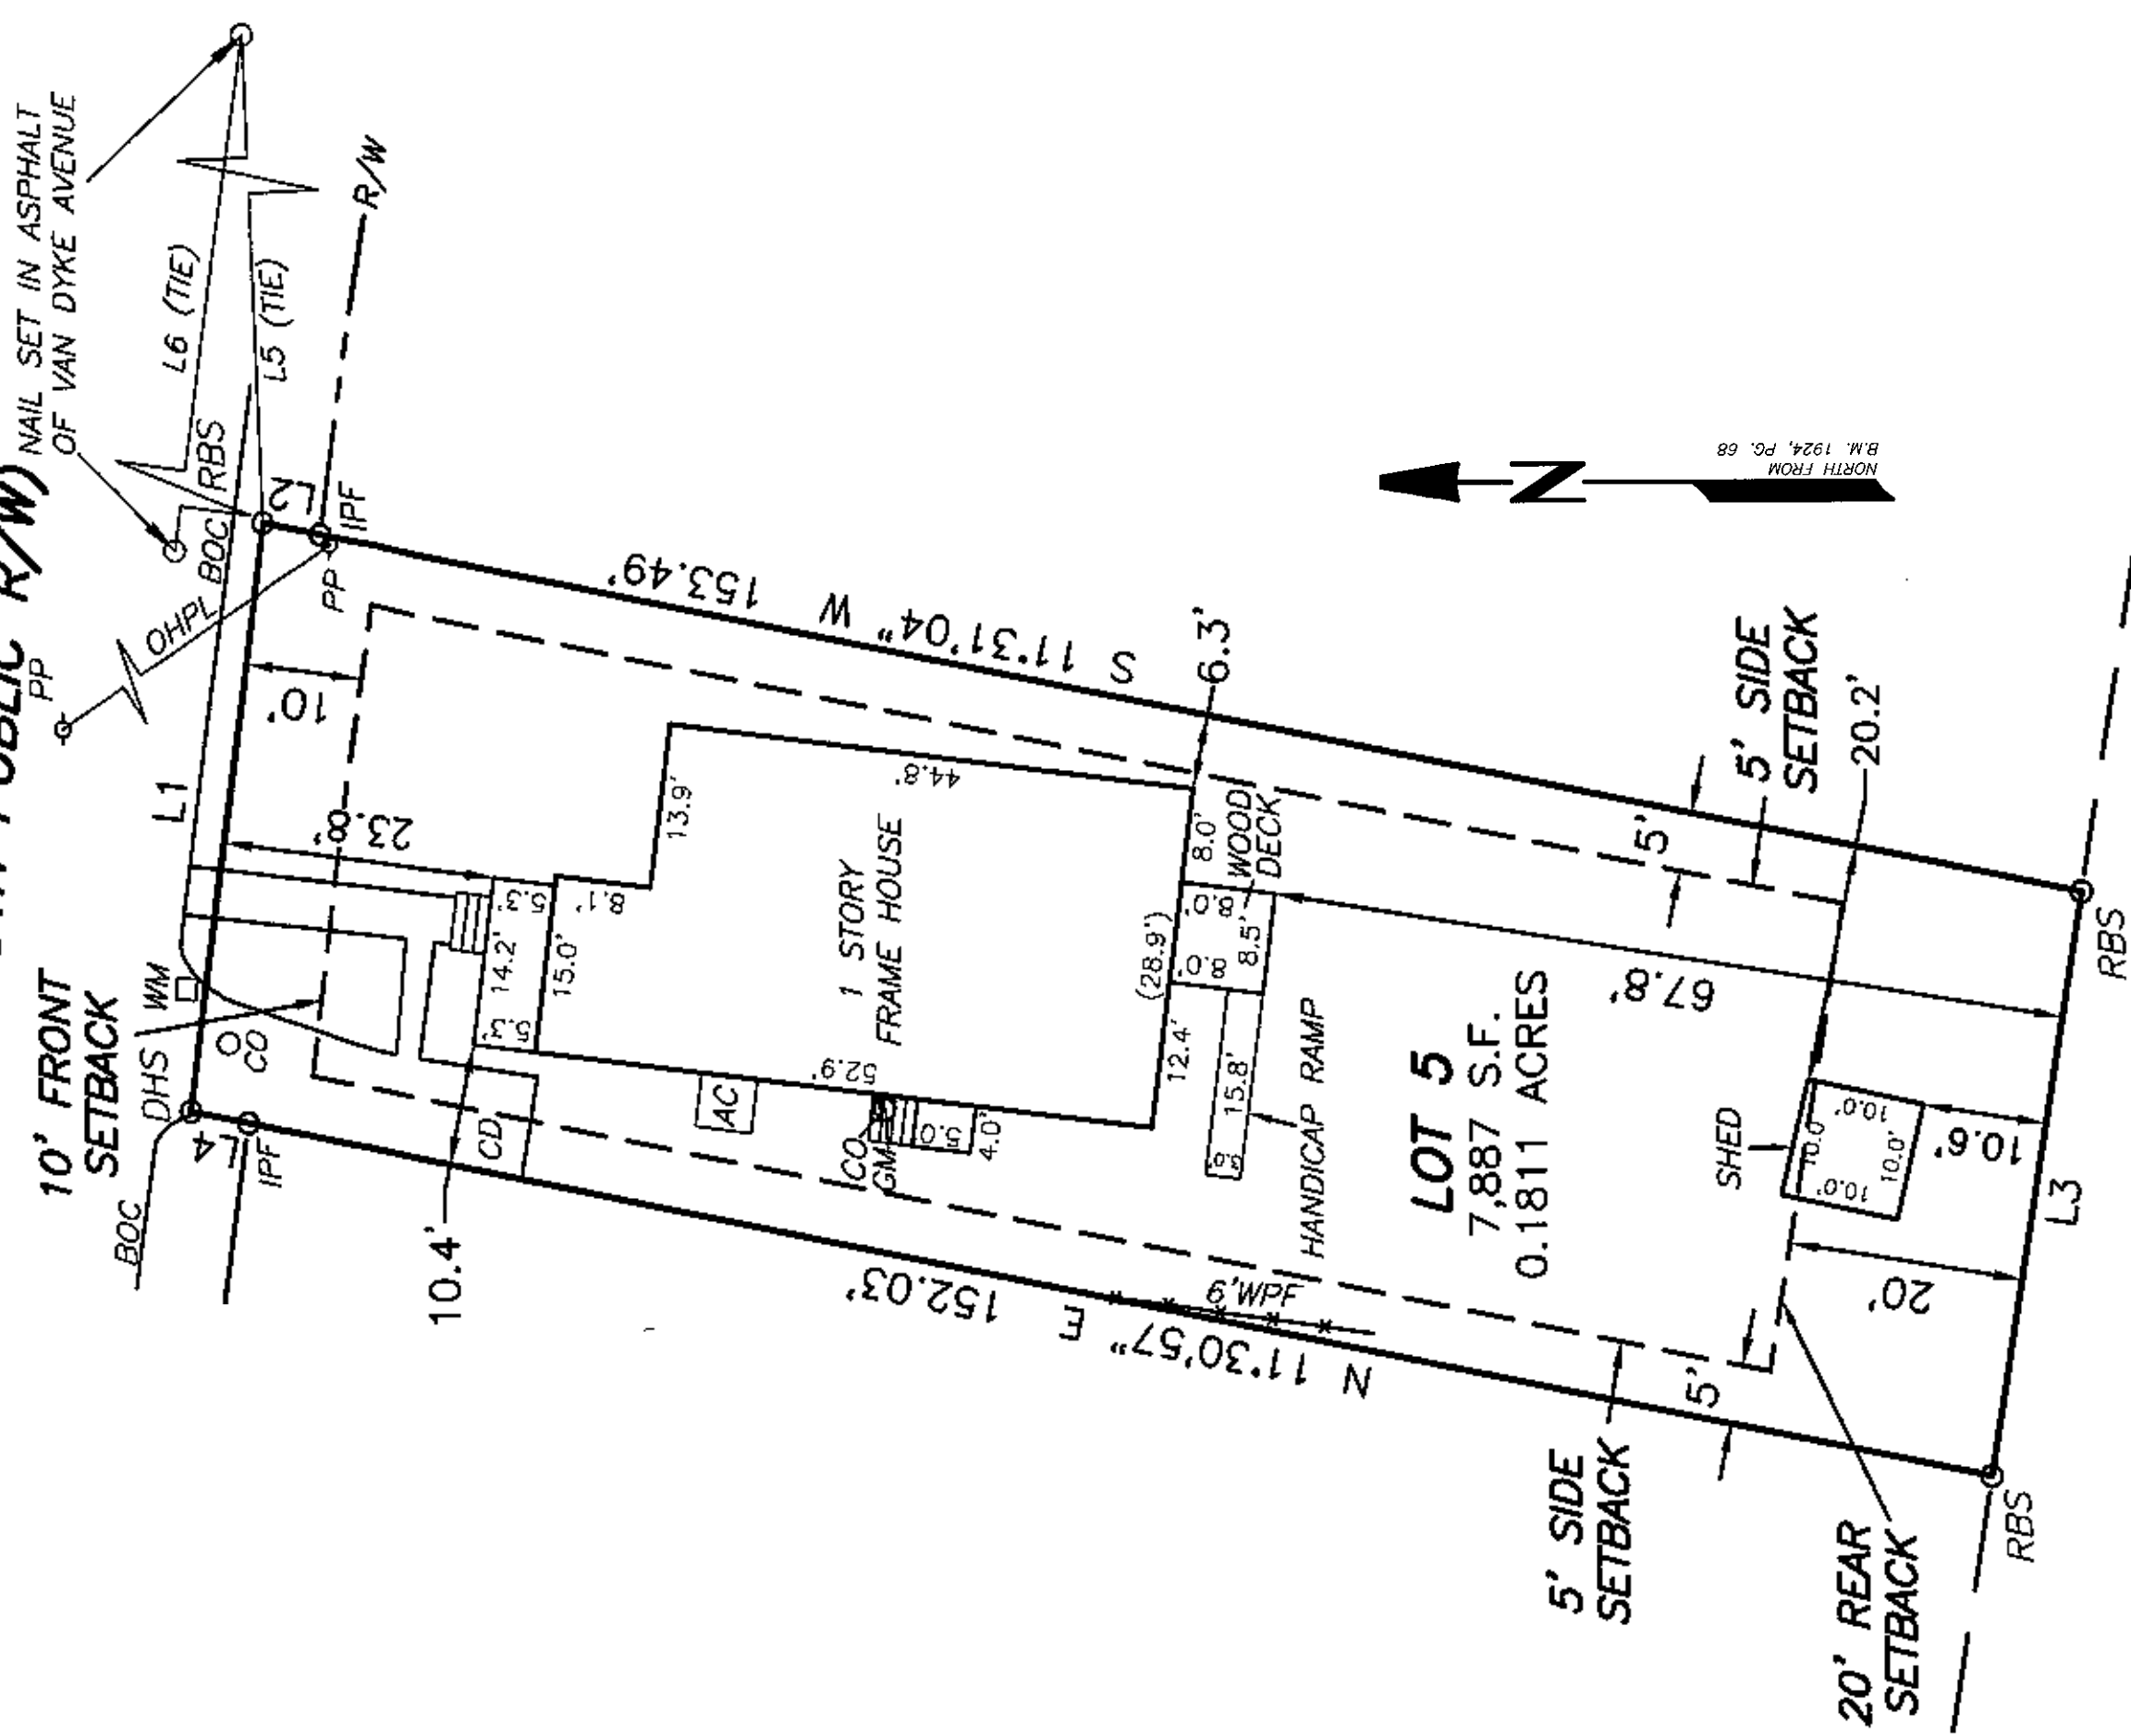 PUBLIC R/W)
NAIL SET IN ASPHALT
OF VAN DYKE AVENUE
L6 (TIE)
L5 (TIE)
R/W
RBS
BOC
L2
IPF
PP
OHPL
PP
L1
10' FRONT
SETBACK
DHS
WM
CO
BOC
L4
IPF
10'
23.8'
10.4'
CD
5.3'
14.2'
5.3'
15.0'
8.1'
13.9'
44.8'
1 STORY
FRAME HOUSE
52.9'
AC
CO
GM
5.0'
4.0'
S 11°31'04" W 153.49'
N 11°30'57" E 152.03'
6' WPF
6.3'
8.0'
WOOD
DECK
8.0'
8.0'
8.5'
(28.9')
12.4'
15.8'
HANDICAP RAMP
67.8'
LOT 5
7,887 S.F.
0.1811 ACRES
NORTH FROM
B.M. 1924, PG. 68
N
5' SIDE
SETBACK
5'
20.2'
SHED
10.0'
10.0'
10.0'
10.0'
10.6'
20'
L3
RBS
5'
5' SIDE
SETBACK
20' REAR
SETBACK
RBS